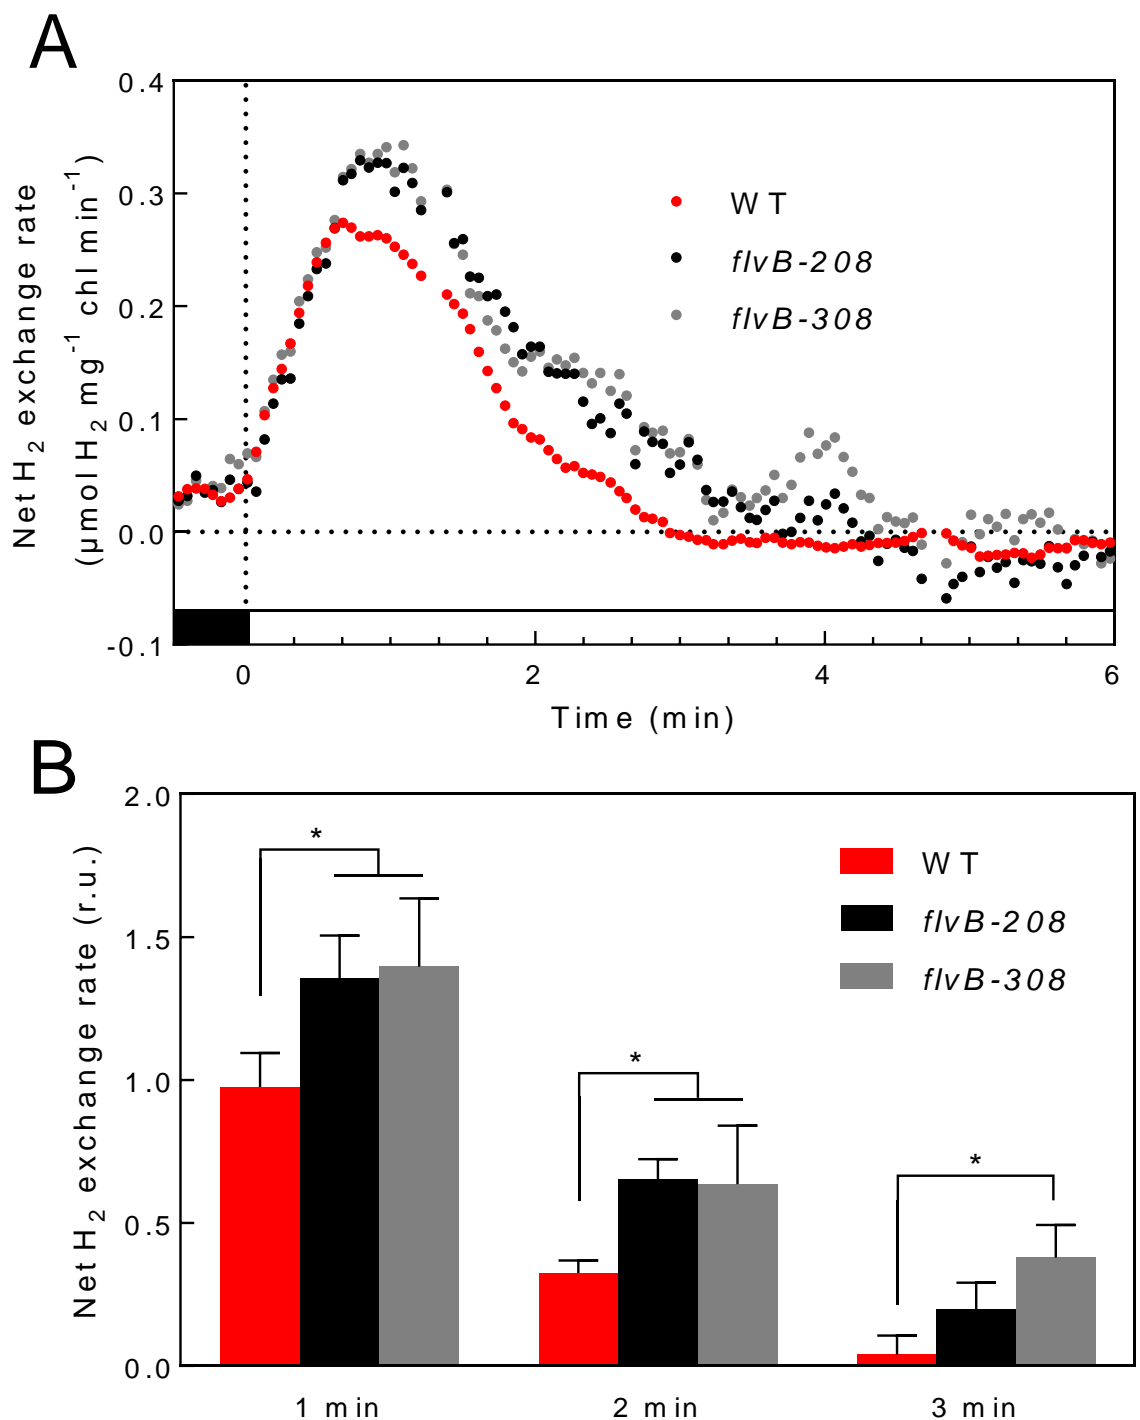 A
Net H2 exchange rate
(µmol H2 mg-1 chl min-1)
0.4
0.3
0.2
0.1
0.0
-0.1
WT
flvB-208
flvB-308
0 2 4 6
Time (min)
B
Net H2 exchange rate (r.u.)
2.0
1.5
1.0
0.5
0.0
*
*
*
WT
flvB-208
flvB-308
1 min 2 min 3 min